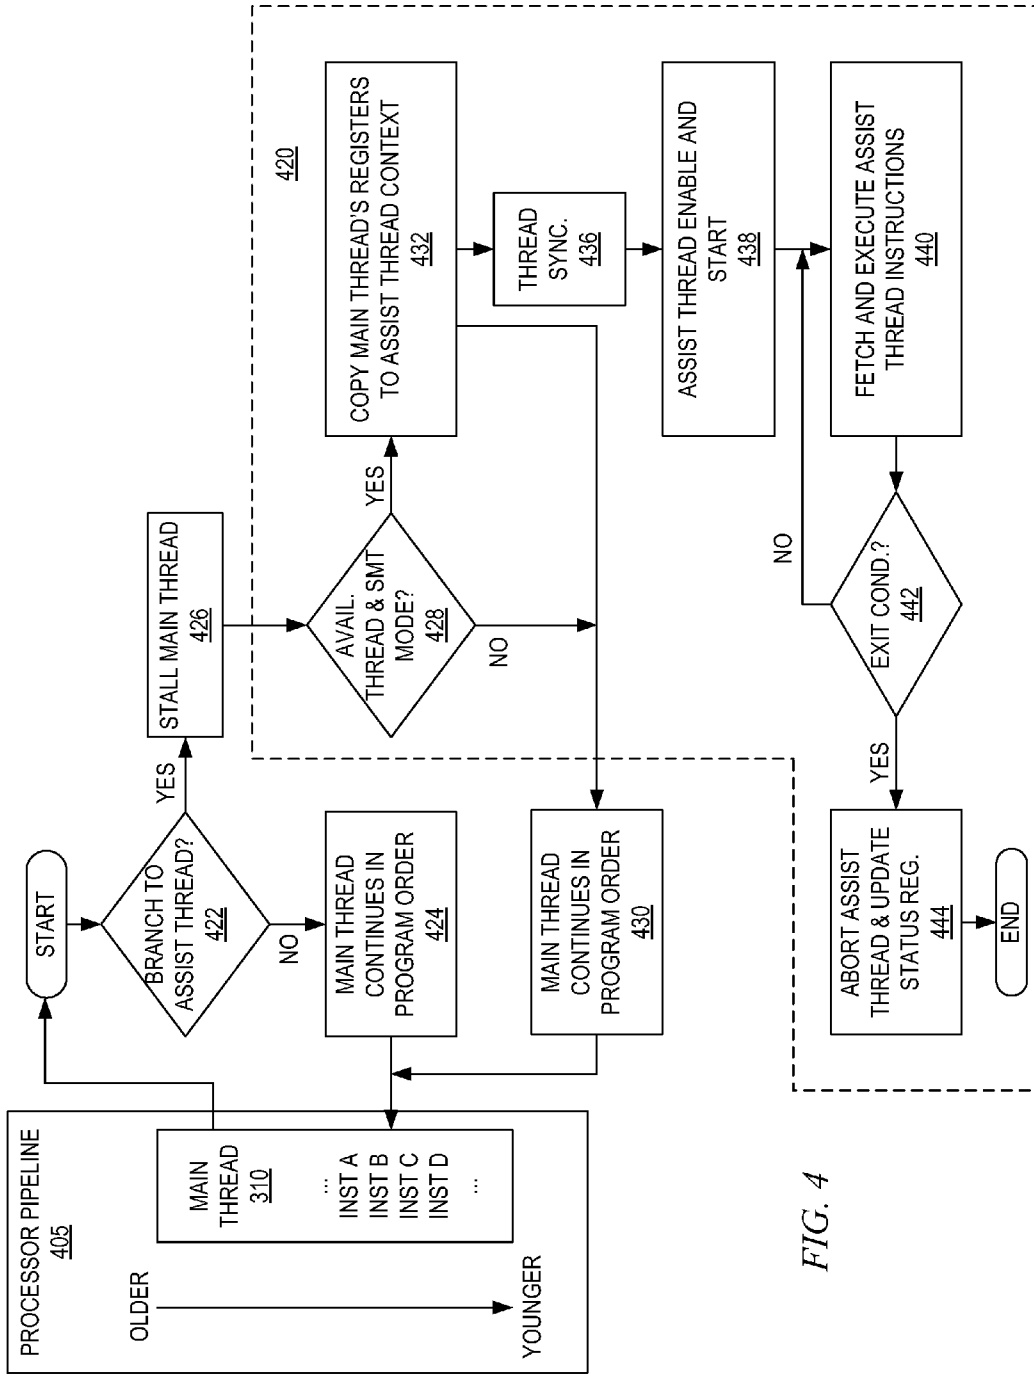 PROCESSOR PIPELINE
405
OLDER
YOUNGER
MAIN
THREAD
310
...
INST A
INST B
INST C
INST D
...
START
BRANCH TO
ASSIST THREAD?
422
YES
NO
MAIN THREAD
CONTINUES IN
PROGRAM ORDER
424
STALL MAIN THREAD
426
420
AVAIL.
THREAD & SMT
MODE?
428
YES
NO
MAIN THREAD
CONTINUES IN
PROGRAM ORDER
430
COPY MAIN THREAD'S REGISTERS
TO ASSIST THREAD CONTEXT
432
THREAD
SYNC.
436
ASSIST THREAD ENABLE AND
START
438
FETCH AND EXECUTE ASSIST
THREAD INSTRUCTIONS
440
EXIT COND.?
442
NO
YES
ABORT ASSIST
THREAD & UPDATE
STATUS REG.
444
END
FIG. 4